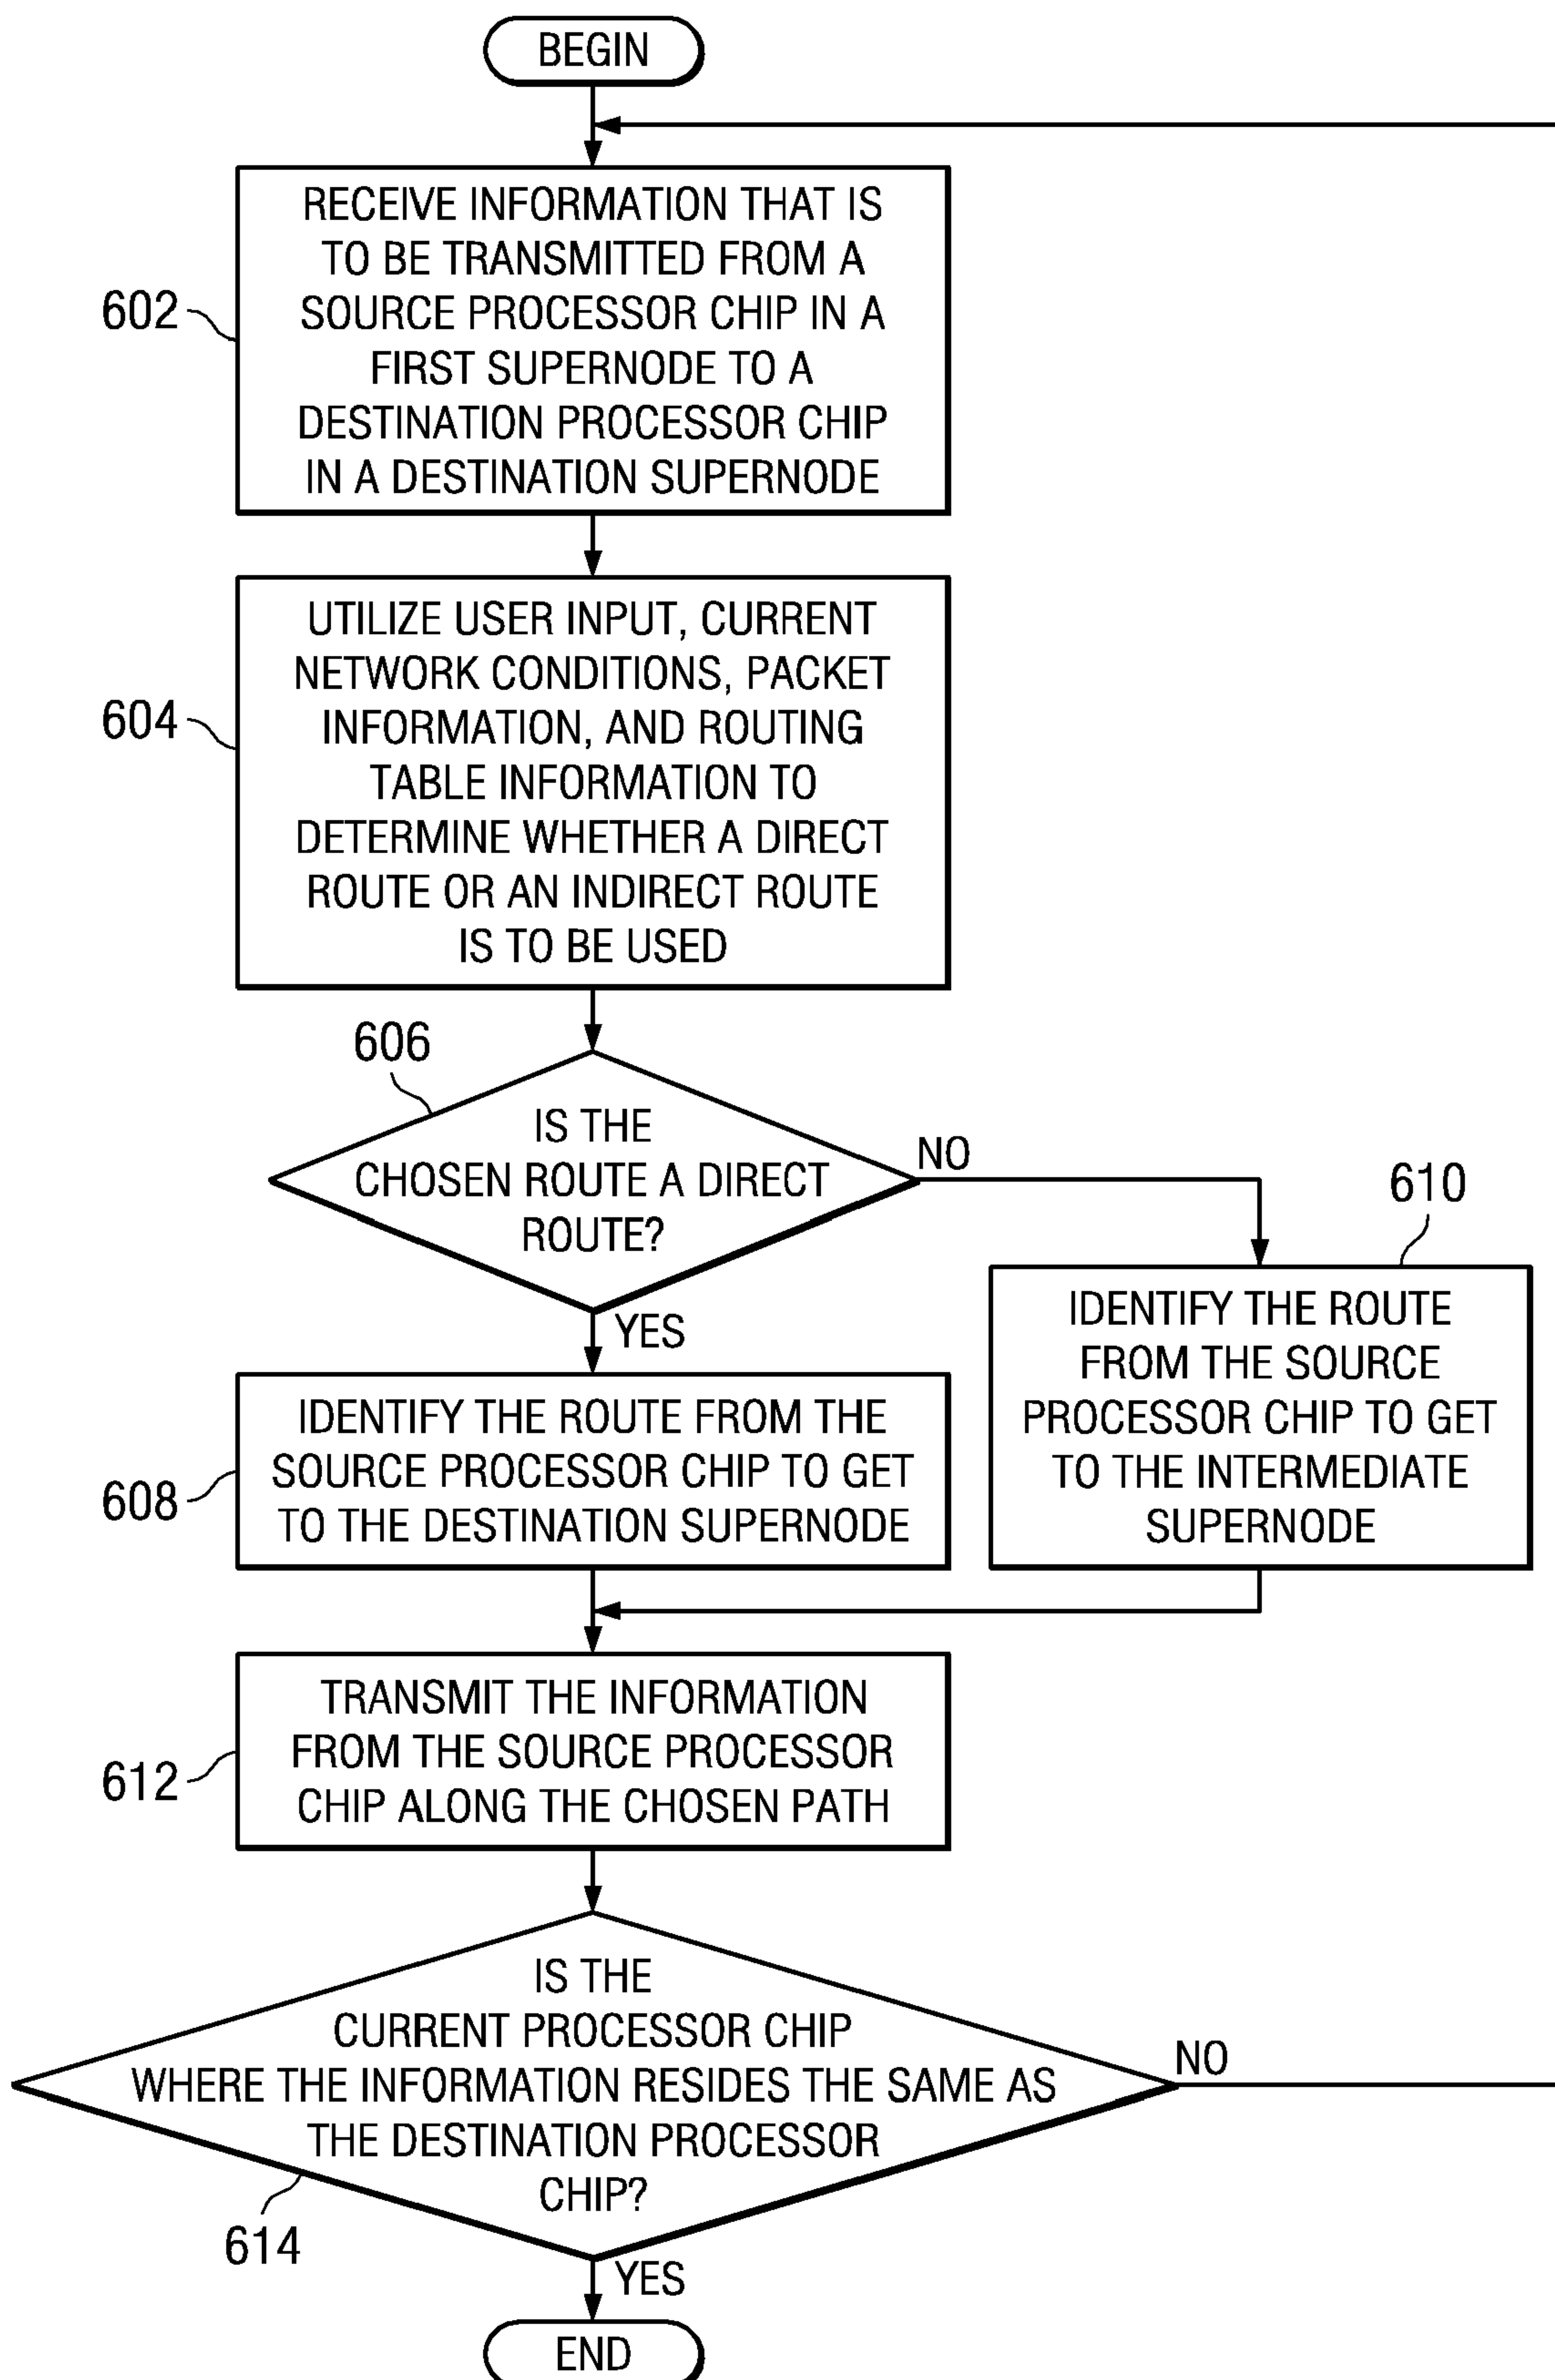 BEGIN
RECEIVE INFORMATION THAT IS
TO BE TRANSMITTED FROM A
SOURCE PROCESSOR CHIP IN A
FIRST SUPERNODE TO A
DESTINATION PROCESSOR CHIP
IN A DESTINATION SUPERNODE
602
UTILIZE USER INPUT, CURRENT
NETWORK CONDITIONS, PACKET
INFORMATION, AND ROUTING
TABLE INFORMATION TO
DETERMINE WHETHER A DIRECT
ROUTE OR AN INDIRECT ROUTE
IS TO BE USED
604
606
IS THE
CHOSEN ROUTE A DIRECT
ROUTE?
NO
YES
610
IDENTIFY THE ROUTE
FROM THE SOURCE
PROCESSOR CHIP TO GET
TO THE INTERMEDIATE
SUPERNODE
IDENTIFY THE ROUTE FROM THE
SOURCE PROCESSOR CHIP TO GET
TO THE DESTINATION SUPERNODE
608
TRANSMIT THE INFORMATION
FROM THE SOURCE PROCESSOR
CHIP ALONG THE CHOSEN PATH
612
IS THE
CURRENT PROCESSOR CHIP
WHERE THE INFORMATION RESIDES THE SAME AS
THE DESTINATION PROCESSOR
CHIP?
NO
614
YES
END